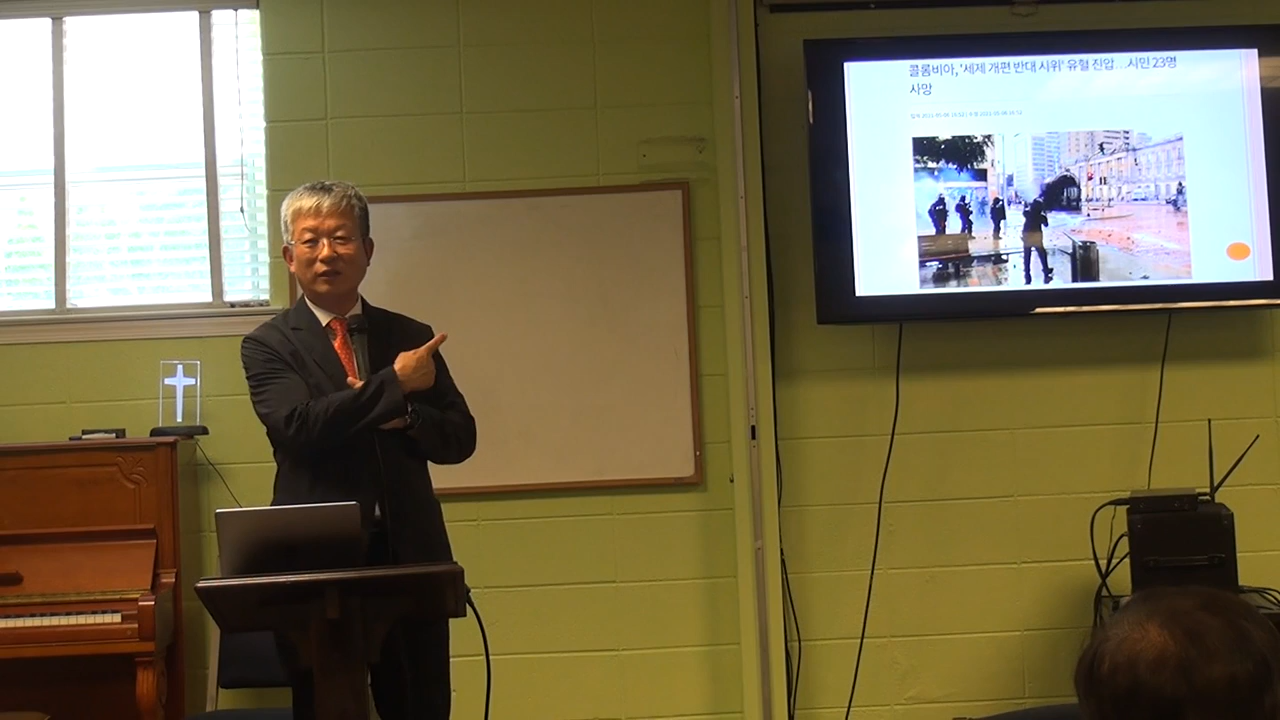 콜롬비아, '세제 개편 반대 시위' 유혈 진압…시민 23명
사망